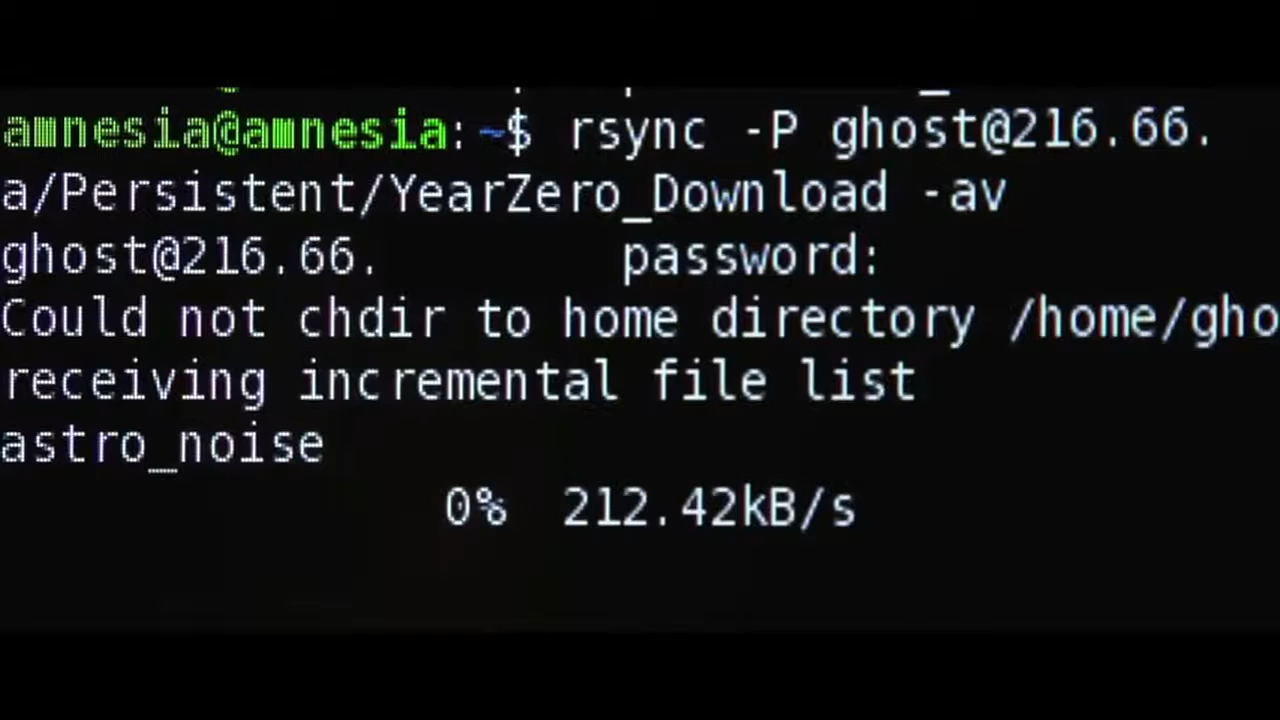 amnesia@amnesia:~$ rsync -P ghost@216.66.
a/Persistent/YearZero_Download -av
ghost@216.66. password:
Could not chdir to home directory /home/gho
receiving incremental file list
astro_noise
0% 212.42kB/s